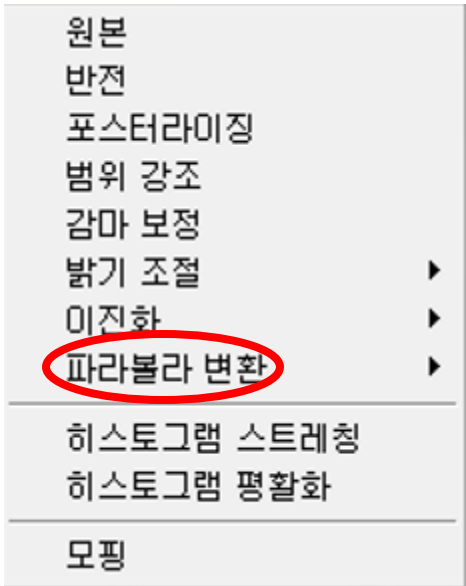 원본
반전
포스터라이징
범위 강조
감마 보정
밝기 조절
이진화
파라볼라 변환
히스토그램 스트레칭
히스토그램 평활화
모핑